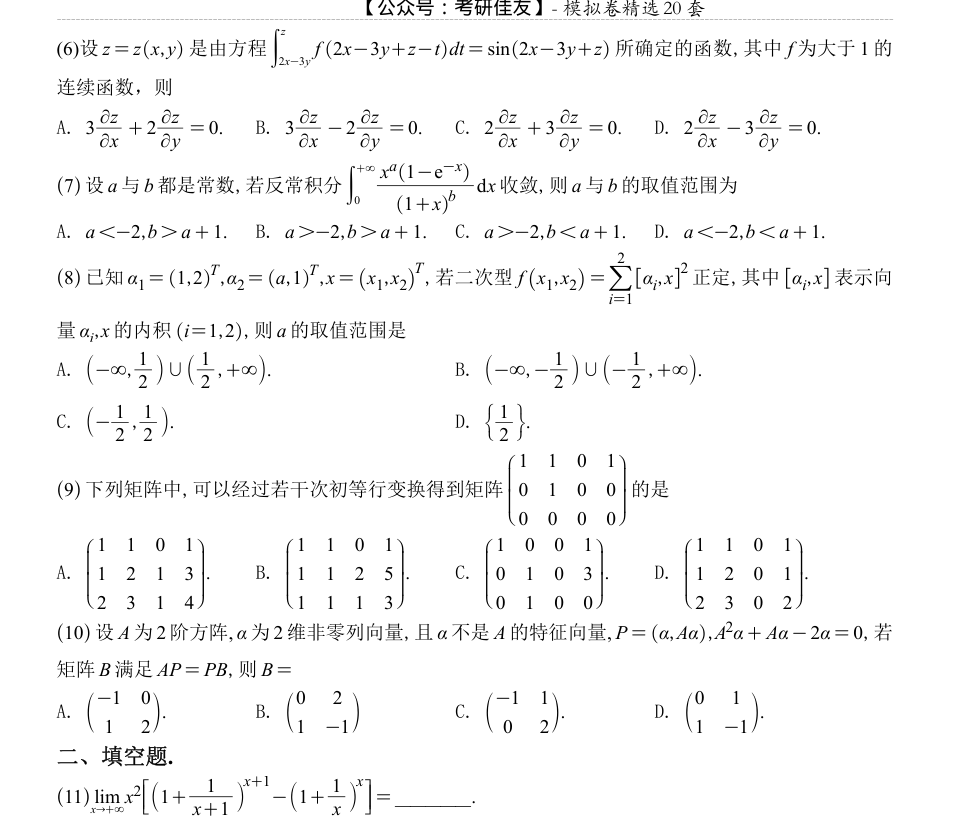 【公众号：考研佳友】- 模拟卷精选 20 套
(6)设 z=z(x,y) 是由方程 ∫_{2x−3y}^{z} f(2x−3y+z−t)dt=sin(2x−3y+z) 所确定的函数, 其中 f 为大于 1 的
连续函数，则
A. 3∂z/∂x+2∂z/∂y=0. B. 3∂z/∂x−2∂z/∂y=0. C. 2∂z/∂x+3∂z/∂y=0. D. 2∂z/∂x−3∂z/∂y=0.
(7) 设 a 与 b 都是常数, 若反常积分 ∫_0^{+∞} x^a(1−e^{−x})/(1+x)^b dx 收敛, 则 a 与 b 的取值范围为
A. a<−2,b>a+1. B. a>−2,b>a+1. C. a>−2,b<a+1. D. a<−2,b<a+1.
(8) 已知 α₁=(1,2)^T,α₂=(a,1)^T,x=(x₁,x₂)^T, 若二次型 f(x₁,x₂)=∑_{i=1}^{2}[α_i,x]² 正定, 其中 [α_i,x] 表示向
量 α_i,x 的内积 (i=1,2), 则 a 的取值范围是
A. (−∞,1/2)∪(1/2,+∞). B. (−∞,−1/2)∪(−1/2,+∞).
C. (−1/2,1/2). D. {1/2}.
(9) 下列矩阵中, 可以经过若干次初等行变换得到矩阵 (1 1 0 1; 0 1 0 0; 0 0 0 0) 的是
A. (1 1 0 1; 1 2 1 3; 2 3 1 4). B. (1 1 0 1; 1 1 2 5; 1 1 1 3). C. (1 0 0 1; 0 1 0 3; 0 1 0 0). D. (1 1 0 1; 1 2 0 1; 2 3 0 2).
(10) 设 A 为 2 阶方阵, α 为 2 维非零列向量, 且 α 不是 A 的特征向量, P=(α,Aα),A²α+Aα−2α=0, 若
矩阵 B 满足 AP=PB, 则 B=
A. (−1 0; 1 2). B. (0 2; 1 −1) C. (−1 1; 0 2). D. (0 1; 1 −1).
二、填空题.
(11) lim_{x→+∞} x²[(1+1/(x+1))^{x+1}−(1+1/x)^x]=________.